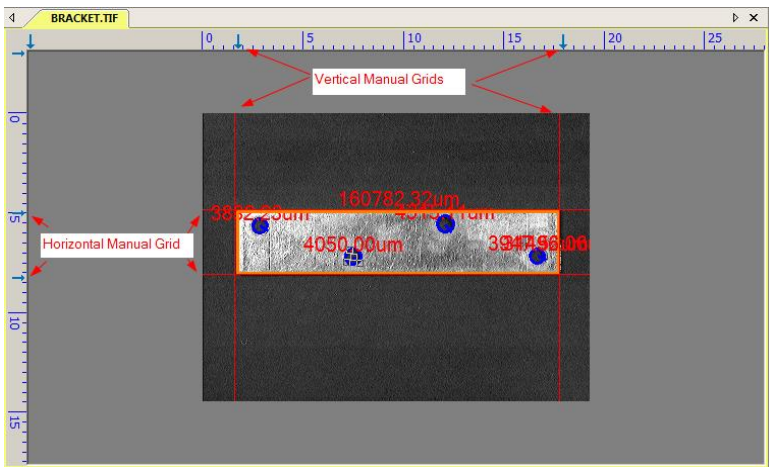 BRACKET.TIF
0 5 10 15 20 25
Vertical Manual Grids
0
160782.32um
5
Horizontal Manual Grid
4050.00um
10
15